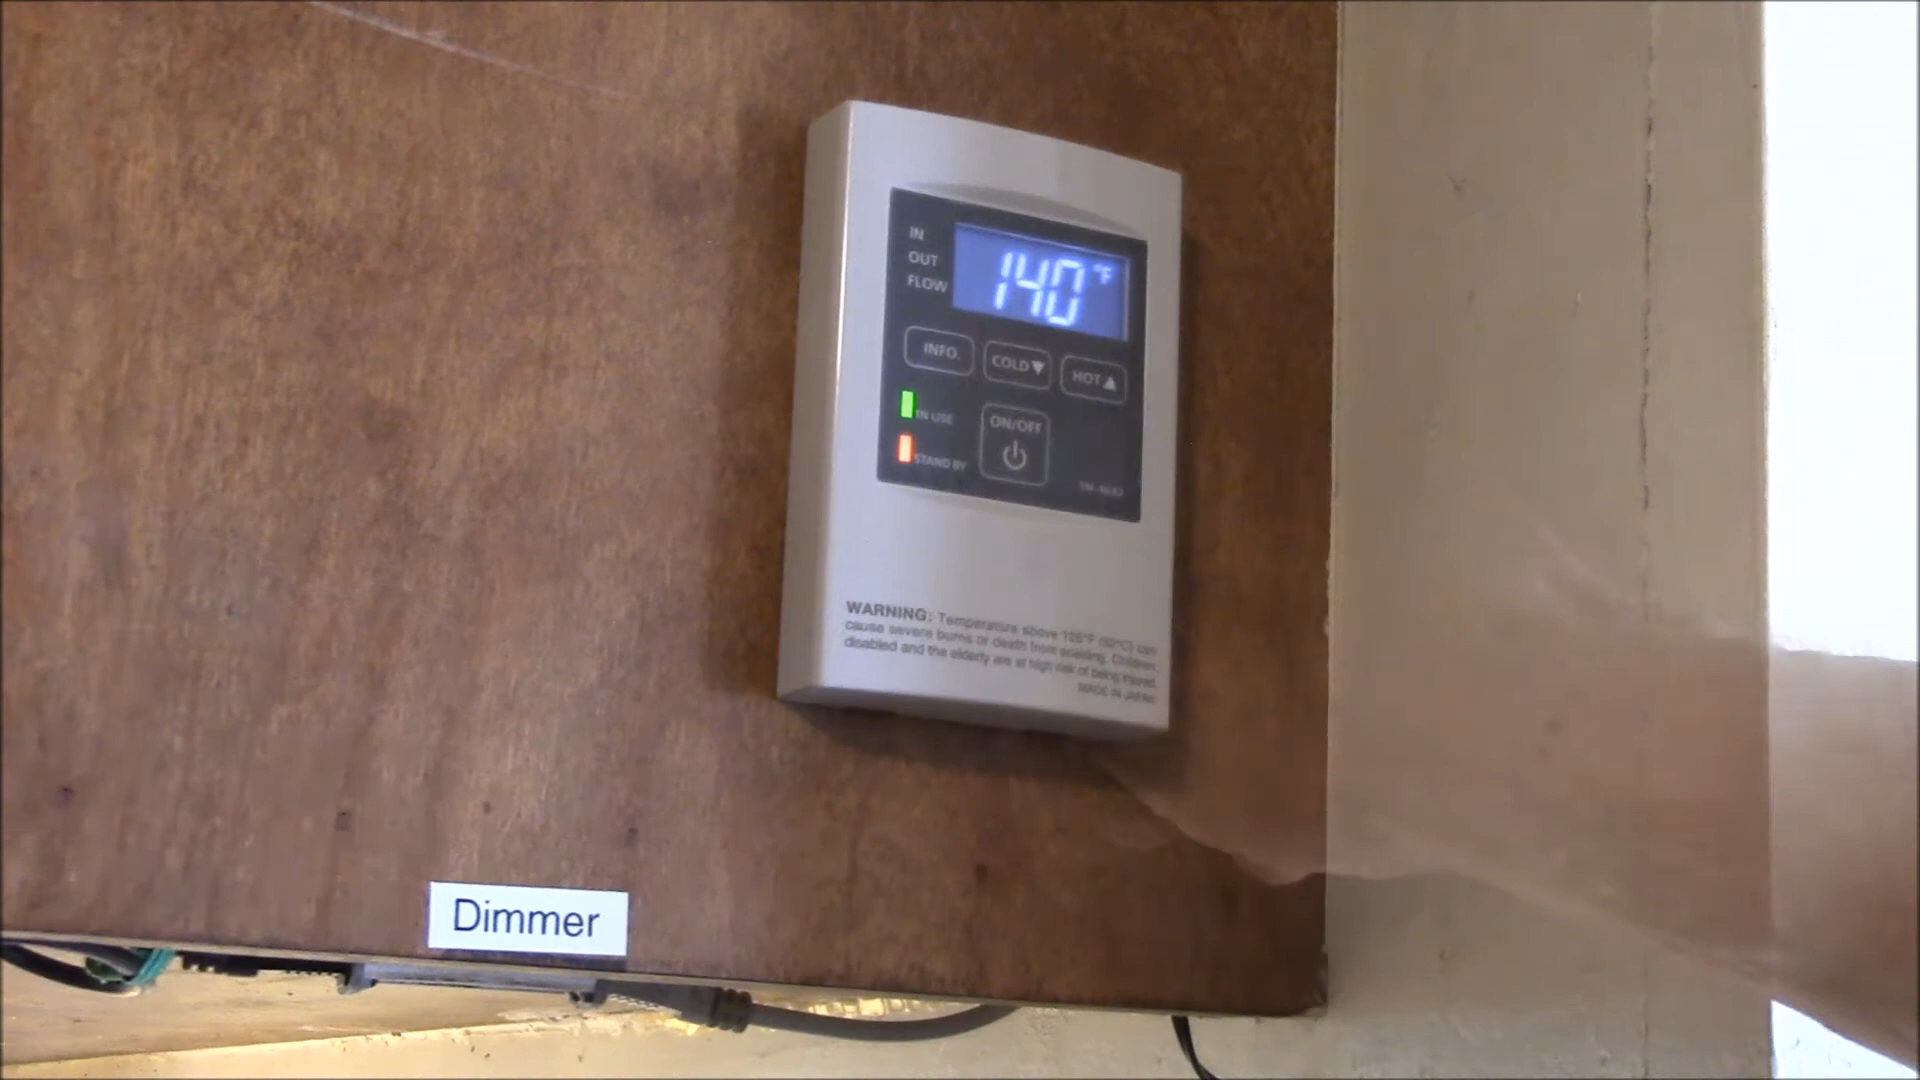 IN
OUT
FLOW
140 °F
INFO.
COLD▼
HOT▲
IN USE
ON/OFF
STAND BY
WARNING: Temperature above 125°F (52°C) can
cause severe burns or death from scalding. Children,
disabled and the elderly are at high risk of being injured.
MADE IN JAPAN
Dimmer